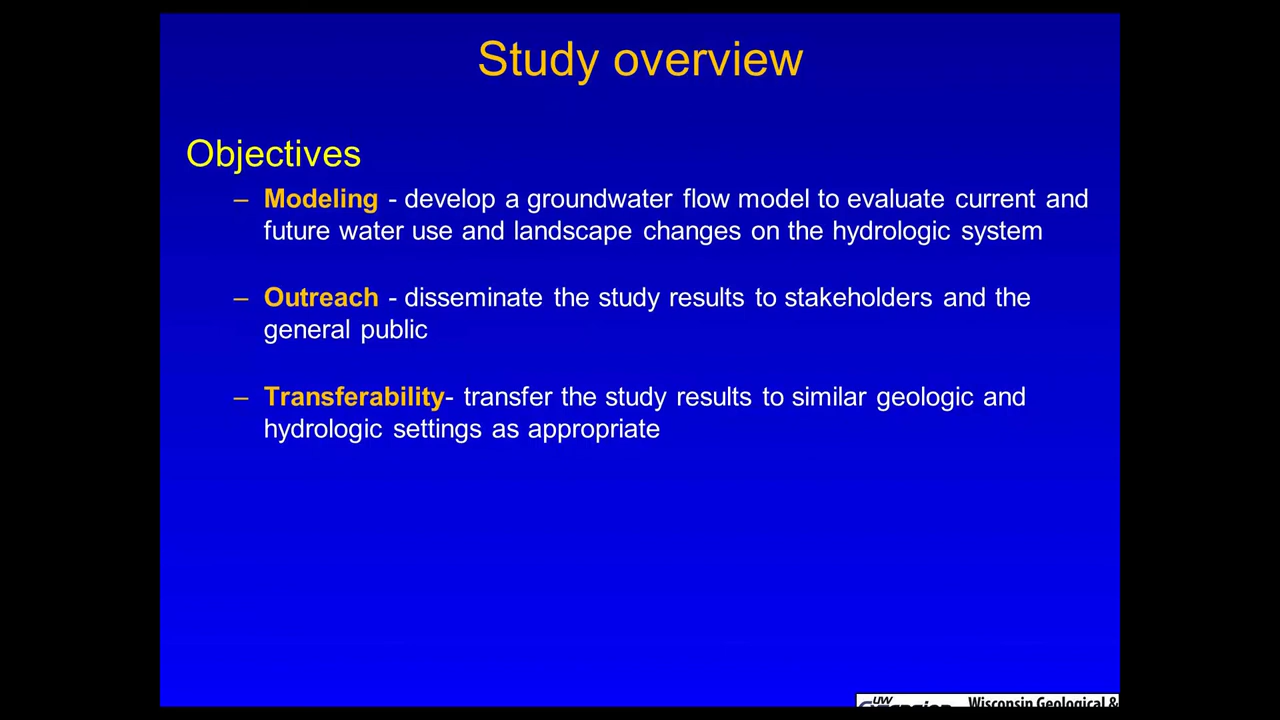 Study overview
Objectives
– Modeling - develop a groundwater flow model to evaluate current and
future water use and landscape changes on the hydrologic system
– Outreach - disseminate the study results to stakeholders and the
general public
– Transferability- transfer the study results to similar geologic and
hydrologic settings as appropriate
UW
Wisconsin Geological &